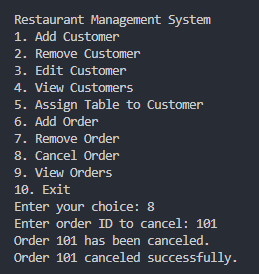 Restaurant Management System
1. Add Customer
2. Remove Customer
3. Edit Customer
4. View Customers
5. Assign Table to Customer
6. Add Order
7. Remove Order
8. Cancel Order
9. View Orders
10. Exit
Enter your choice: 8
Enter order ID to cancel: 101
Order 101 has been canceled.
Order 101 canceled successfully.